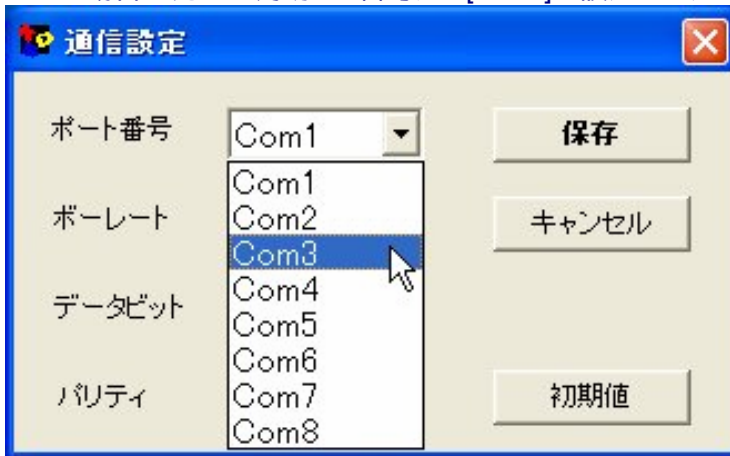 通信設定
ポート番号
Com1
保存
Com1
Com2
ボーレート
キャンセル
Com3
Com4
データビット
Com5
Com6
パリティ
Com7
初期値
Com8